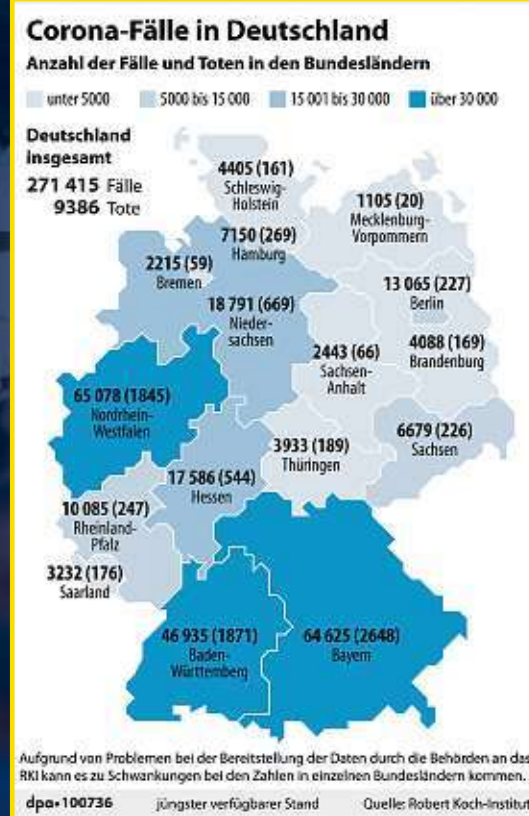 Corona-Fälle in Deutschland
Anzahl der Fälle und Toten in den Bundesländern
unter 5000
5000 bis 15 000
15 001 bis 30 000
über 30 000
Deutschland
insgesamt
271 415 Fälle
9386 Tote
4405 (161)
Schleswig-
Holstein
1105 (20)
Mecklenburg-
Vorpommern
7150 (269)
Hamburg
2215 (59)
Bremen
13 065 (227)
Berlin
18 791 (669)
Nieder-
sachsen
4088 (169)
Brandenburg
2443 (66)
Sachsen-
Anhalt
65 078 (1845)
Nordrhein-
Westfalen
6679 (226)
Sachsen
3933 (189)
Thüringen
17 586 (544)
Hessen
10 085 (247)
Rheinland-
Pfalz
3232 (176)
Saarland
46 935 (1871)
Baden-
Württemberg
64 625 (2648)
Bayern
Aufgrund von Problemen bei der Bereitstellung der Daten durch die Behörden an das
RKI kann es zu Schwankungen bei den Zahlen in einzelnen Bundesländern kommen.
dpa•100736
jüngster verfügbarer Stand
Quelle: Robert Koch-Institut